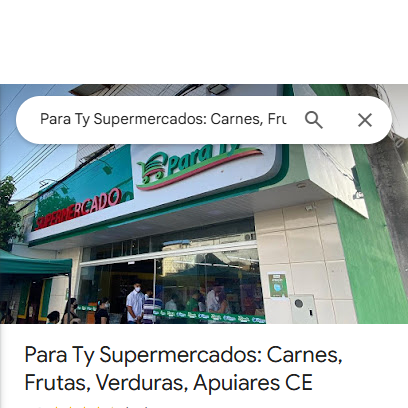 Para Ty Supermercados: Carnes, Fru
Para Ty
SUPERMERCADO
Para Ty Supermercados: Carnes,
Frutas, Verduras, Apuiares CE